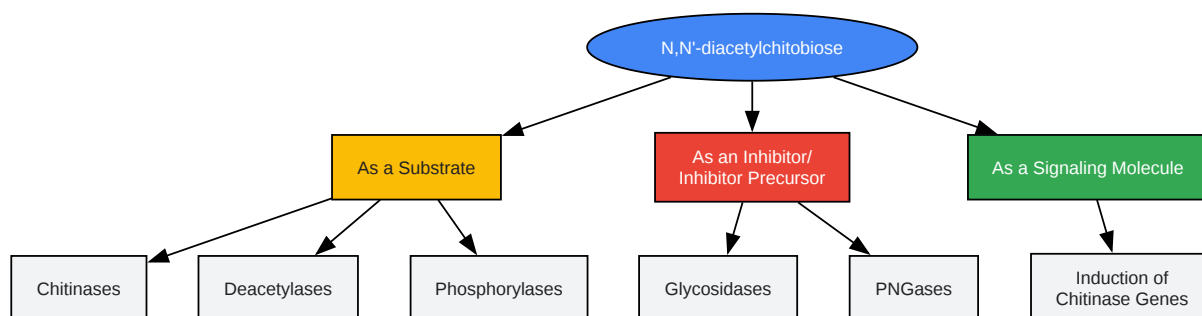 N,N'-diacetylchitobiose
As a Substrate
As an Inhibitor/
Inhibitor Precursor
As a Signaling Molecule
Chitinases
Deacetylases
Phosphorylases
Glycosidases
PNGases
Induction of
Chitinase Genes